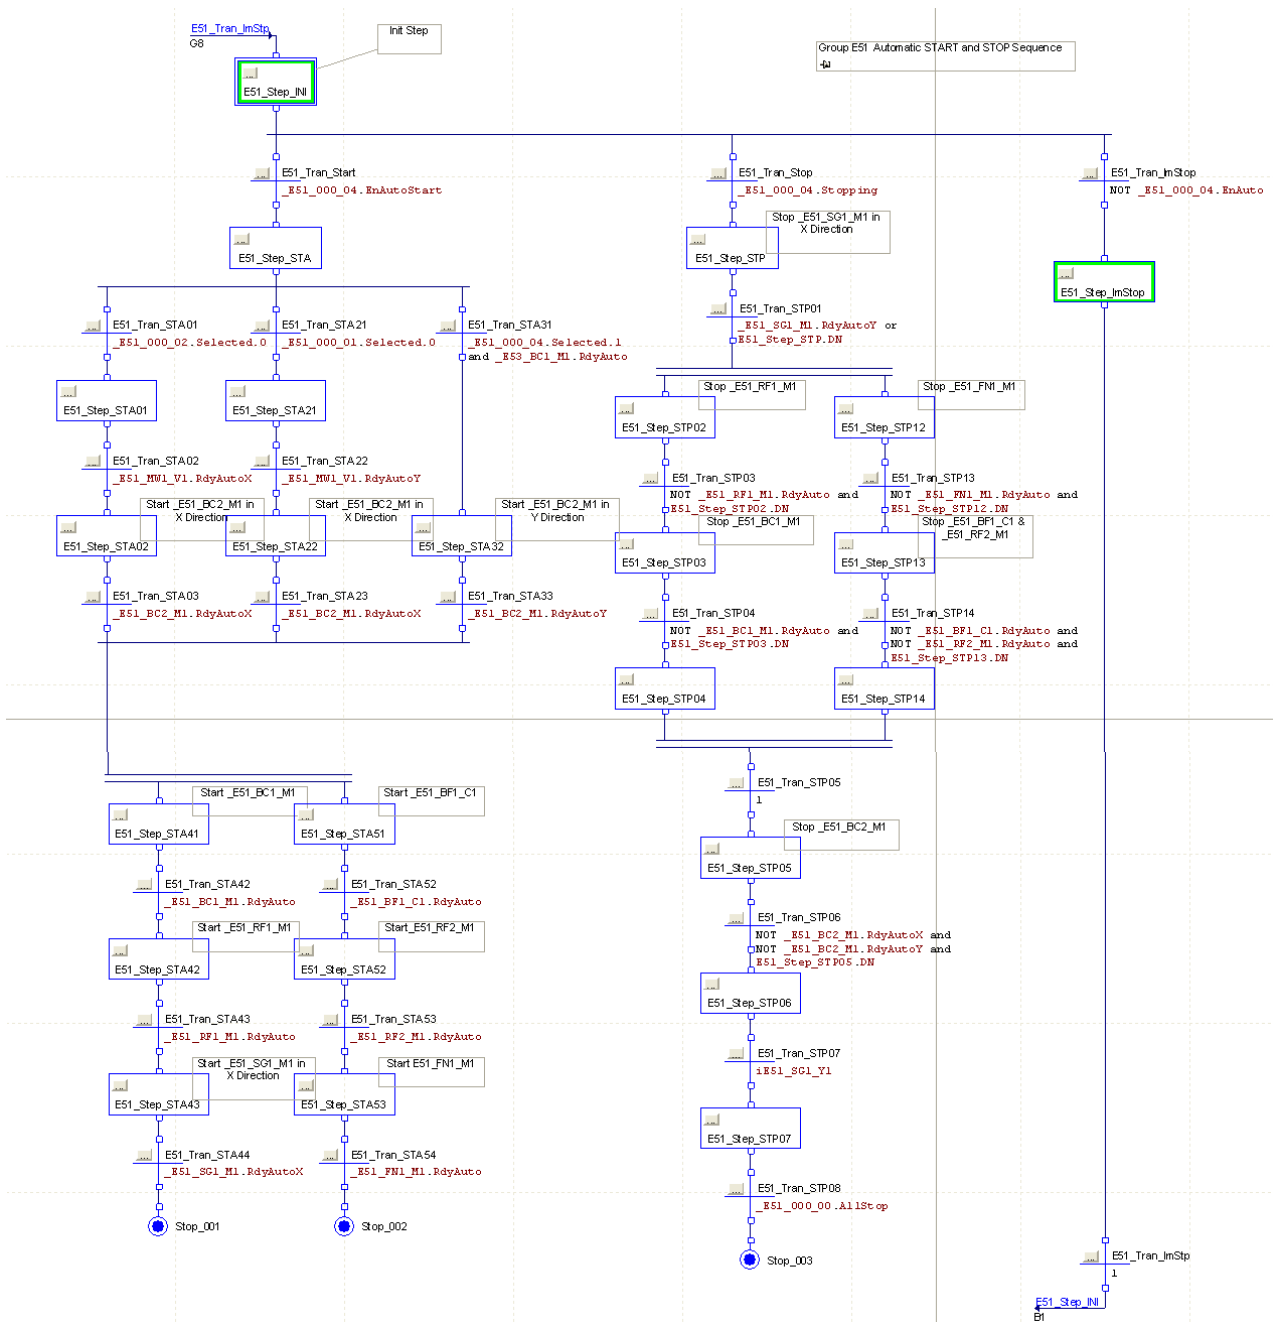 E51_Tran_ImStp
G8
Init Step
Group E51 Automatic START and STOP Sequence
...
E51_Step_INI
... E51_Tran_Start
_E51_000_04.EnAutoStart
... E51_Tran_Stop
_E51_000_04.Stopping
... E51_Tran_ImStop
NOT _E51_000_04.EnAuto
...
E51_Step_STA
Stop _E51_SG1_M1 in
X Direction
...
E51_Step_STP
...
E51_Step_ImStop
... E51_Tran_STP01
_E51_SG1_M1.RdyAutoY or
E51_Step_STP.DN
... E51_Tran_STA01
_E51_000_02.Selected.0
... E51_Tran_STA21
_E51_000_01.Selected.0
... E51_Tran_STA31
_E51_000_04.Selected.1
and _E53_BC1_M1.RdyAuto
...
E51_Step_STA01
...
E51_Step_STA21
Stop _E51_RF1_M1
...
E51_Step_STP02
Stop _E51_FN1_M1
...
E51_Step_STP12
... E51_Tran_STA02
_E51_MW1_V1.RdyAutoX
... E51_Tran_STA22
_E51_MW1_V1.RdyAutoY
... E51_Tran_STP03
NOT _E51_RF1_M1.RdyAuto and
E51_Step_STP02.DN
... E51_Tran_STP13
NOT _E51_FN1_M1.RdyAuto and
E51_Step_STP12.DN
Start _E51_BC2_M1 in
X Direction
...
E51_Step_STA02
Start _E51_BC2_M1 in
X Direction
...
E51_Step_STA22
Start _E51_BC2_M1 in
Y Direction
...
E51_Step_STA32
Stop _E51_BC1_M1
...
E51_Step_STP03
Stop _E51_BF1_C1 &
_E51_RF2_M1
...
E51_Step_STP13
... E51_Tran_STA03
_E51_BC2_M1.RdyAutoX
... E51_Tran_STA23
_E51_BC2_M1.RdyAutoX
... E51_Tran_STA33
_E51_BC2_M1.RdyAutoY
... E51_Tran_STP04
NOT _E51_BC1_M1.RdyAuto and
E51_Step_STP03.DN
... E51_Tran_STP14
NOT _E51_BF1_C1.RdyAuto and
NOT _E51_RF2_M1.RdyAuto and
E51_Step_STP13.DN
...
E51_Step_STP04
...
E51_Step_STP14
... E51_Tran_STP05
1
Start _E51_BC1_M1
...
E51_Step_STA41
Start _E51_BF1_C1
...
E51_Step_STA51
Stop _E51_BC2_M1
...
E51_Step_STP05
... E51_Tran_STA42
_E51_BC1_M1.RdyAuto
... E51_Tran_STA52
_E51_BF1_C1.RdyAuto
... E51_Tran_STP06
NOT _E51_BC2_M1.RdyAutoX and
NOT _E51_BC2_M1.RdyAutoY and
E51_Step_STP05.DN
Start _E51_RF1_M1
...
E51_Step_STA42
Start _E51_RF2_M1
...
E51_Step_STA52
...
E51_Step_STP06
... E51_Tran_STA43
_E51_RF1_M1.RdyAuto
... E51_Tran_STA53
_E51_RF2_M1.RdyAuto
... E51_Tran_STP07
iE51_SG1_Y1
Start _E51_SG1_M1 in
X Direction
...
E51_Step_STA43
Start E51_FN1_M1
...
E51_Step_STA53
...
E51_Step_STP07
... E51_Tran_STA44
_E51_SG1_M1.RdyAutoX
... E51_Tran_STA54
_E51_FN1_M1.RdyAuto
... E51_Tran_STP08
_E51_000_00.AllStop
Stop_001
Stop_002
Stop_003
... E51_Tran_ImStp
1
E51_Step_INI
B1